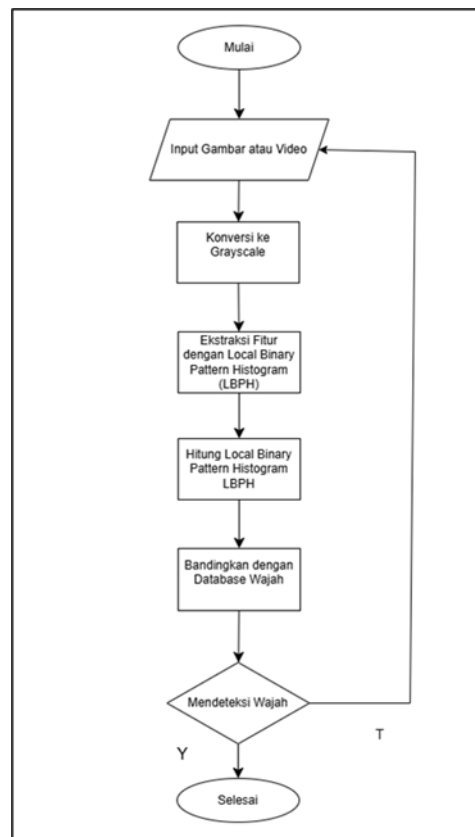 Mulai
Input Gambar atau Video
Konversi ke
Grayscale
Ekstraksi Fitur
dengan Local Binary
Pattern Histogram
(LBPH)
Hitung Local Binary
Pattern Histogram
LBPH
Bandingkan dengan
Database Wajah
Mendeteksi Wajah
T
Y
Selesai